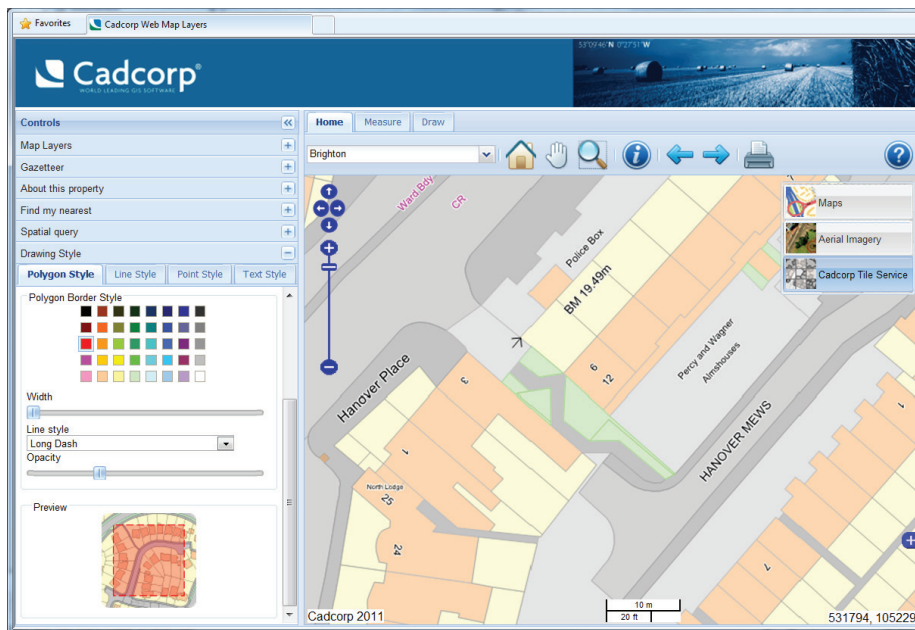 Favorites
Cadcorp Web Map Layers
Cadcorp®
WORLD LEADING GIS SOFTWARE
53°09'46"N 0°27'51"W
Controls
Map Layers
Gazetteer
About this property
Find my nearest
Spatial query
Drawing Style
Polygon Style
Line Style
Point Style
Text Style
Polygon Border Style
Width
Line style
Long Dash
Opacity
Preview
Home
Measure
Draw
Brighton
Maps
Aerial Imagery
Cadcorp Tile Service
Ward Bdy
CR
Police Box
BM 19.49m
Percy and Wagner
Almshouses
6
12
Hanover Place
3
1
HANOVER MEWS
North Lodge
25
24
1
7
10 m
20 ft
Cadcorp 2011
531794, 105229